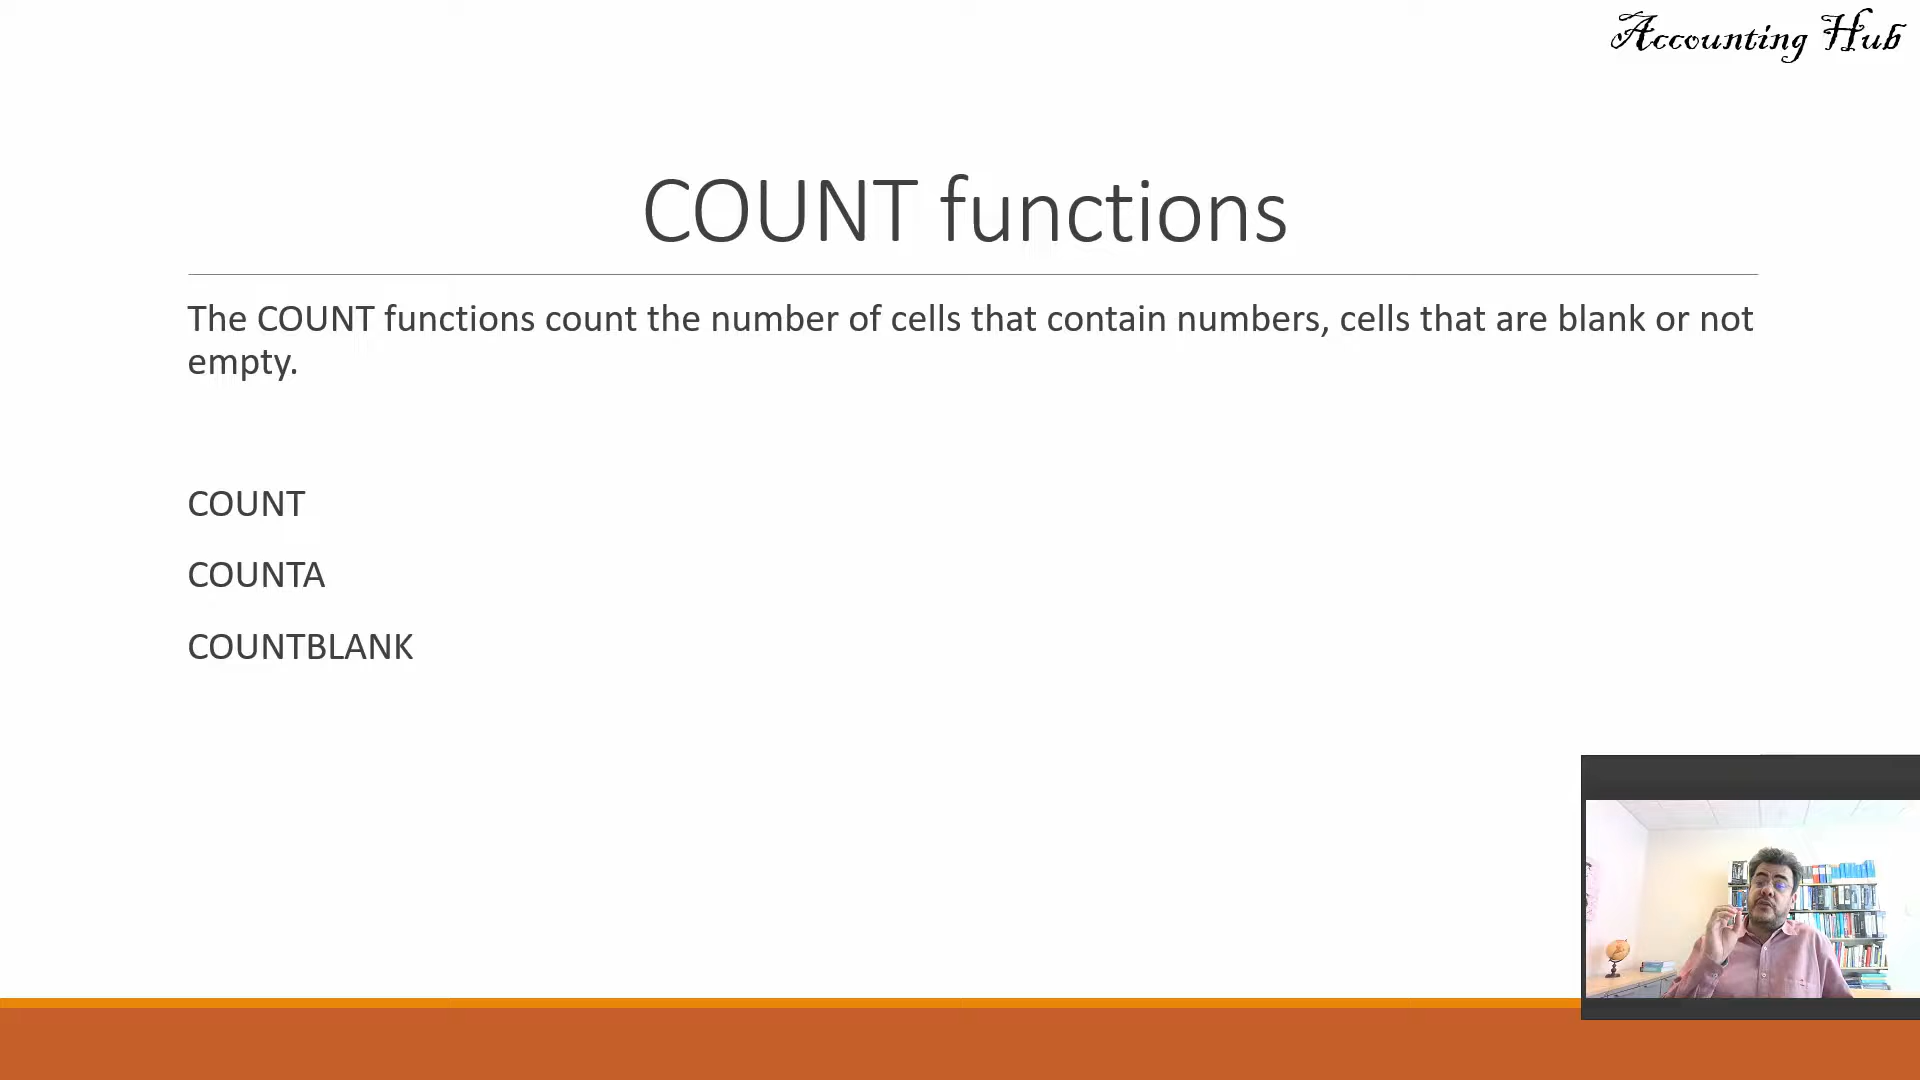 Accounting Hub
COUNT functions
The COUNT functions count the number of cells that contain numbers, cells that are blank or not
empty.
COUNT
COUNTA
COUNTBLANK